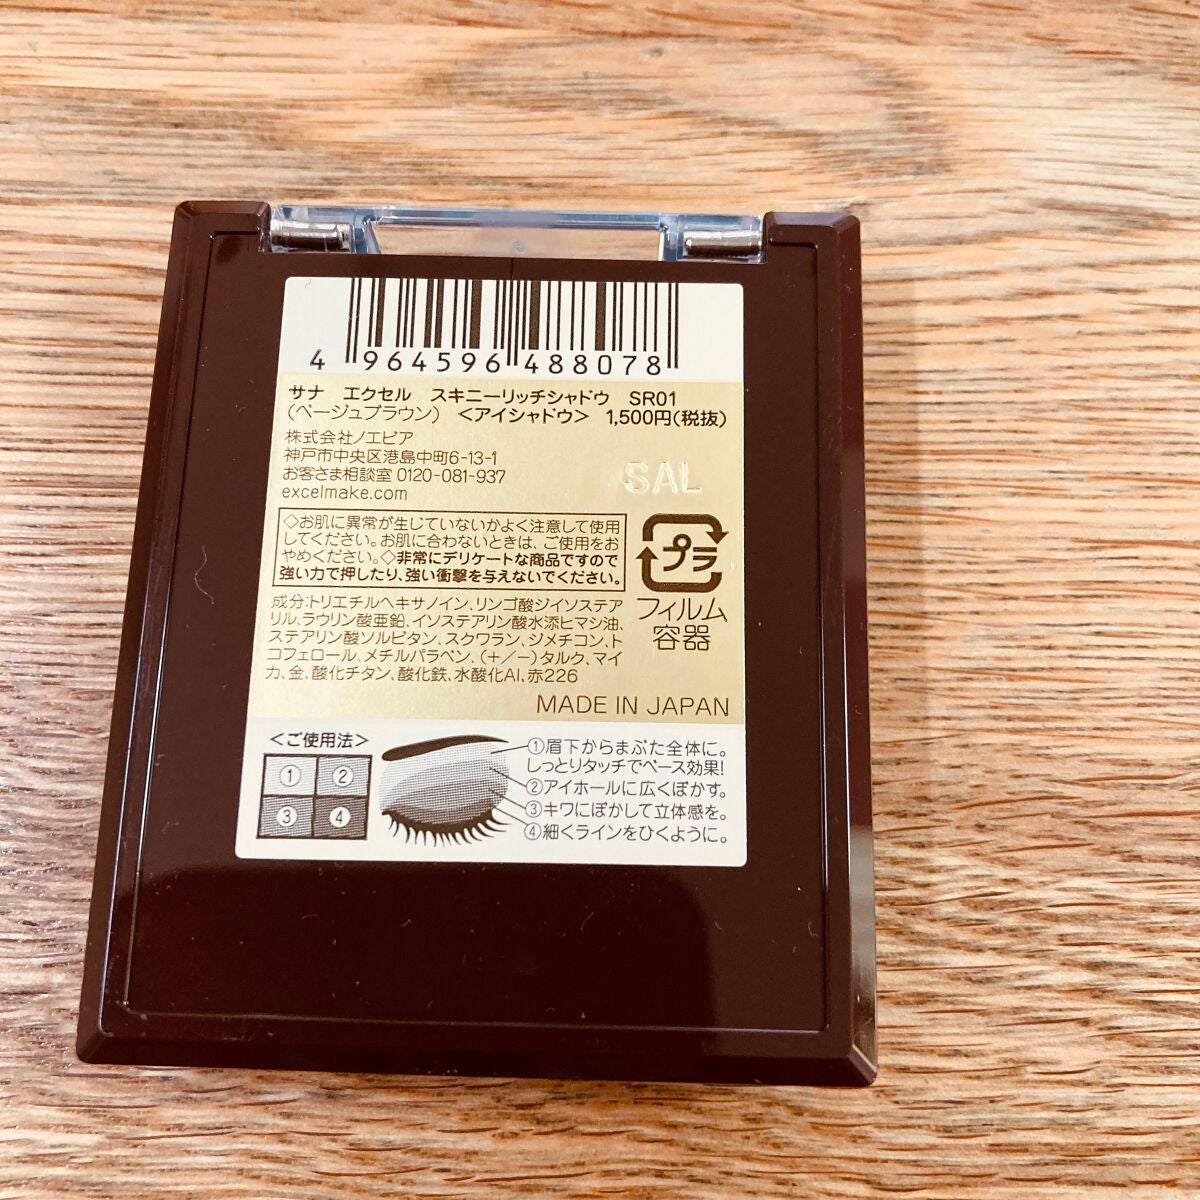 4 964596 488078
サナ エクセル スキニーリッチシャドウ SR01
(ベージュブラウン) <アイシャドウ> 1,500円(税抜)
株式会社ノエビア
神戸市中央区港島中町6-13-1
お客さま相談室 0120-081-937
excelmake.com
SAL
◇お肌に異常が生じていないかよく注意して使用
してください。お肌に合わないときは、ご使用をお
やめください。◇非常にデリケートな商品ですので
強い力で押したり、強い衝撃を与えないでください。
プラ
フィルム
容器
成分:トリエチルヘキサノイン、リンゴ酸ジイソステア
リル、ラウリン酸亜鉛、イソステアリン酸水添ヒマシ油、
ステアリン酸ソルビタン、スクワラン、ジメチコン、ト
コフェロール、メチルパラベン、(+/−)タルク、マイ
カ、金、酸化チタン、酸化鉄、水酸化Al、赤226
MADE IN JAPAN
<ご使用法>
① ②
③ ④
①眉下からまぶた全体に。
しっとりタッチでベース効果!
②アイホールに広くぼかす。
③キワにぼかして立体感を。
④細くラインをひくように。